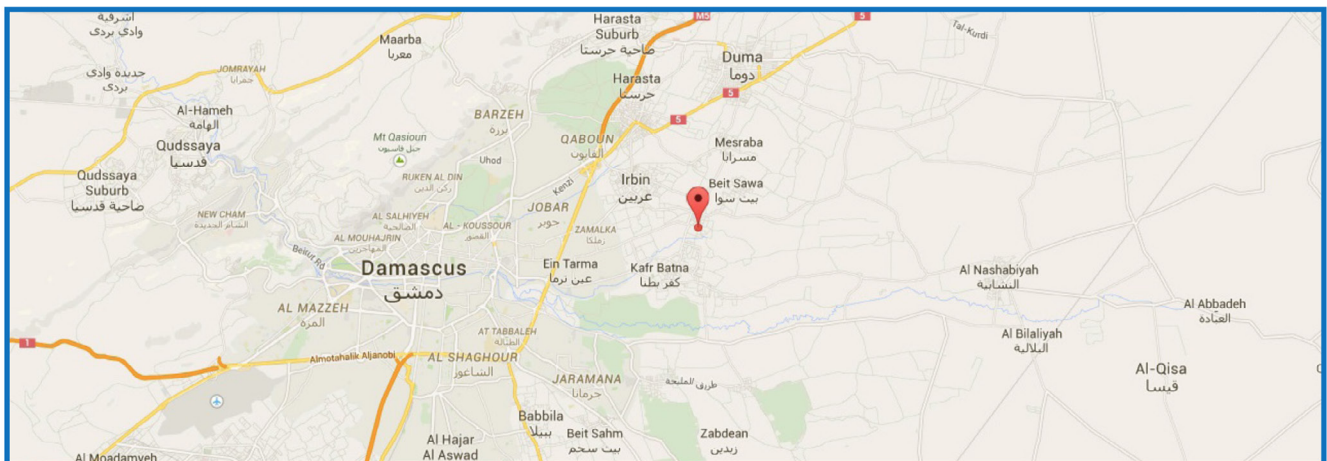 اشرفية
وادي بردى
Maarba
معربا
Harasta
Suburb
ضاحية حرستا
M5
5
Tal-Kurdi
Duma
دوما
Harasta
حرستا
5
5
JOMRAYAH
جمرايا
حديدة وادي
بردى
Al-Hameh
الهامة
Qudssaya
قدسيا
Qudssaya
Suburb
ضاحية قدسيا
Mt Qasioun
جبل قاسيون
BARZEH
برزة
Uhod
QABOUN
القابون
Mesraba
مسرابا
RUKEN AL DIN
ركن الدين
Kenzi
Irbin
عربين
Beit Sawa
بيت سوا
NEW CHAM
الشام الجديدة
AL SALHIYEH
الصالحية
AL - KOUSSOUR
القصور
JOBAR
جوبر
ZAMALKA
زملكا
AL MOUHAJRIN
المهاجرين
Beirut Rd
Damascus
دمشق
Ein Tarma
عين ترما
Kafr Batna
كفر بطنا
Al Nashabiyah
النشابية
Al Abbadeh
العبادة
AL MAZZEH
المزة
AT TABBALEH
الطبالة
Al Bilaliyah
البلالية
1
Almotahalik Aljanobi
AL SHAGHOUR
الشاغور
JARAMANA
جرمانا
طريق المليحة
Al-Qisa
قيسا
Babbila
ببيلا
Beit Sahm
بيت سحم
Zabdean
زبدين
Al Hajar
Al Aswad
Al Moadamyeh